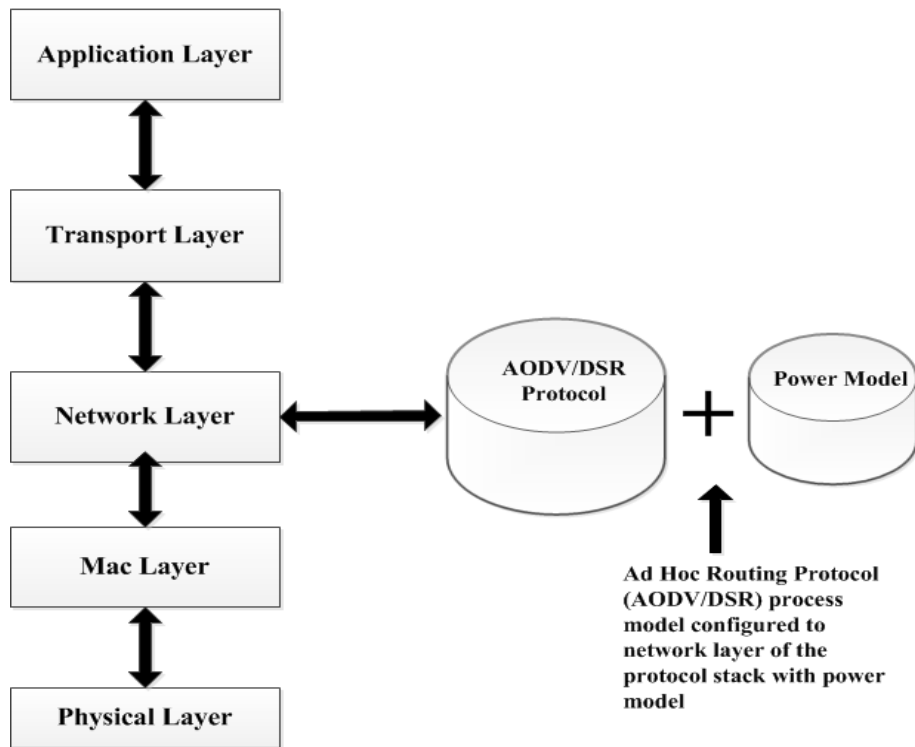 Application Layer
Transport Layer
Network Layer
Mac Layer
Physical Layer
AODV/DSR
Protocol
Power Model
+
Ad Hoc Routing Protocol
(AODV/DSR) process
model configured to
network layer of the
protocol stack with power
model